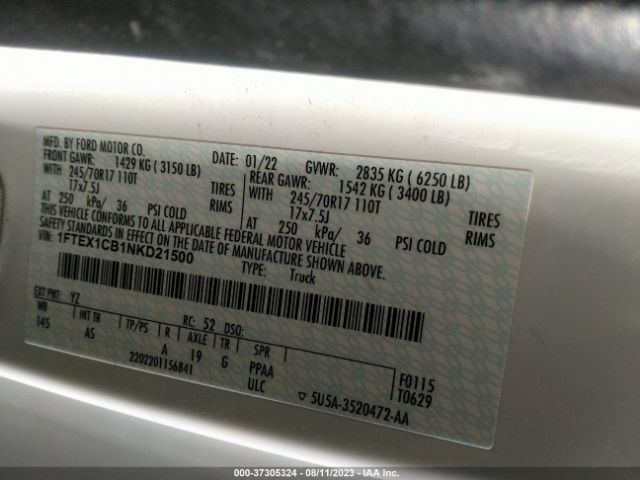 MFD. BY FORD MOTOR CO.
DATE: 01/22 GVWR: 2835 KG ( 6250 LB)
FRONT GAWR: 1429 KG ( 3150 LB) REAR GAWR: 1542 KG ( 3400 LB)
WITH 245/70R17 110T TIRES WITH 245/70R17 110T TIRES
17x7.5J RIMS 17x7.5J RIMS
AT 250 kPa/ 36 PSI COLD AT 250 kPa/ 36 PSI COLD
THIS VEHICLE CONFORMS TO ALL APPLICABLE FEDERAL MOTOR VEHICLE
SAFETY STANDARDS IN EFFECT ON THE DATE OF MANUFACTURE SHOWN ABOVE.
VIN: 1FTEX1CB1NKD21500
TYPE: Truck
EXT PNT: YZ RC: 52 DSO:
WB INT TR TP/PS R AXLE TR SPR
145 AS A 19 G PPAA F0115
2202201156841 ULC T0629
▽ 5U5A-3520472-AA
000-37305324 - 08/11/2023 - IAAI.COM